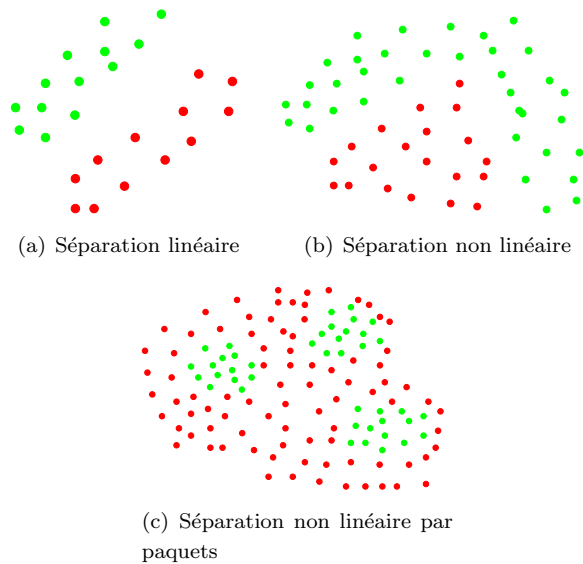 (a) Séparation linéaire
(b) Séparation non linéaire
(c) Séparation non linéaire par
paquets